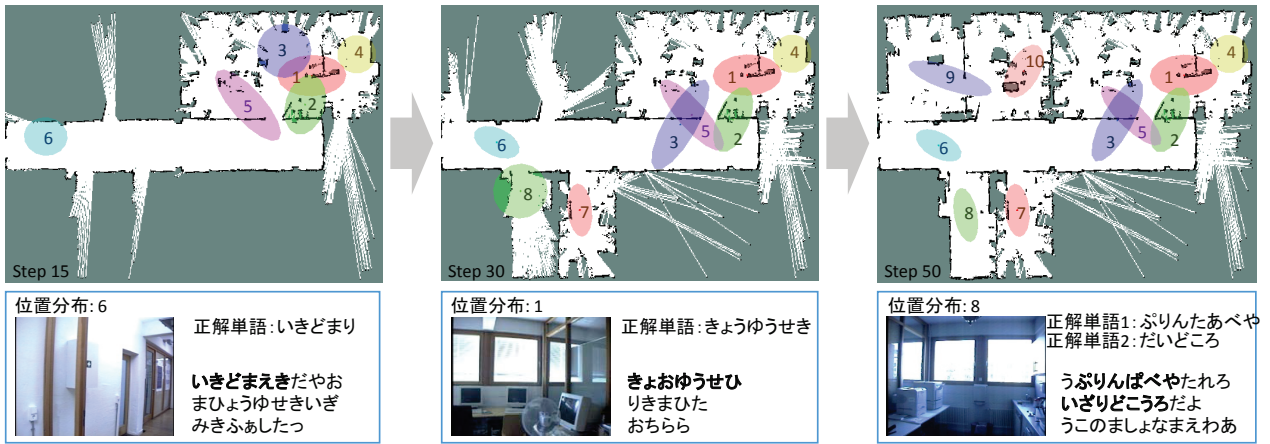 3
4
1
2
5
6
Step 15
4
1
2
3
5
6
8
7
Step 30
4
1
10
9
2
3
5
6
8
7
Step 50
位置分布: 6
正解単語:いきどまり
いきどまえきだやお
まひょうゆせきいぎ
みきふぁしたっ
位置分布: 1
正解単語:きょうゆうせき
きょおゆうせひ
りきまひた
おちらら
位置分布: 8
正解単語1: ぷりんたあべや
正解単語2: だいどころ
うぷりんぱべやたれろ
いざりどこうろだよ
うこのましょなまえわあ